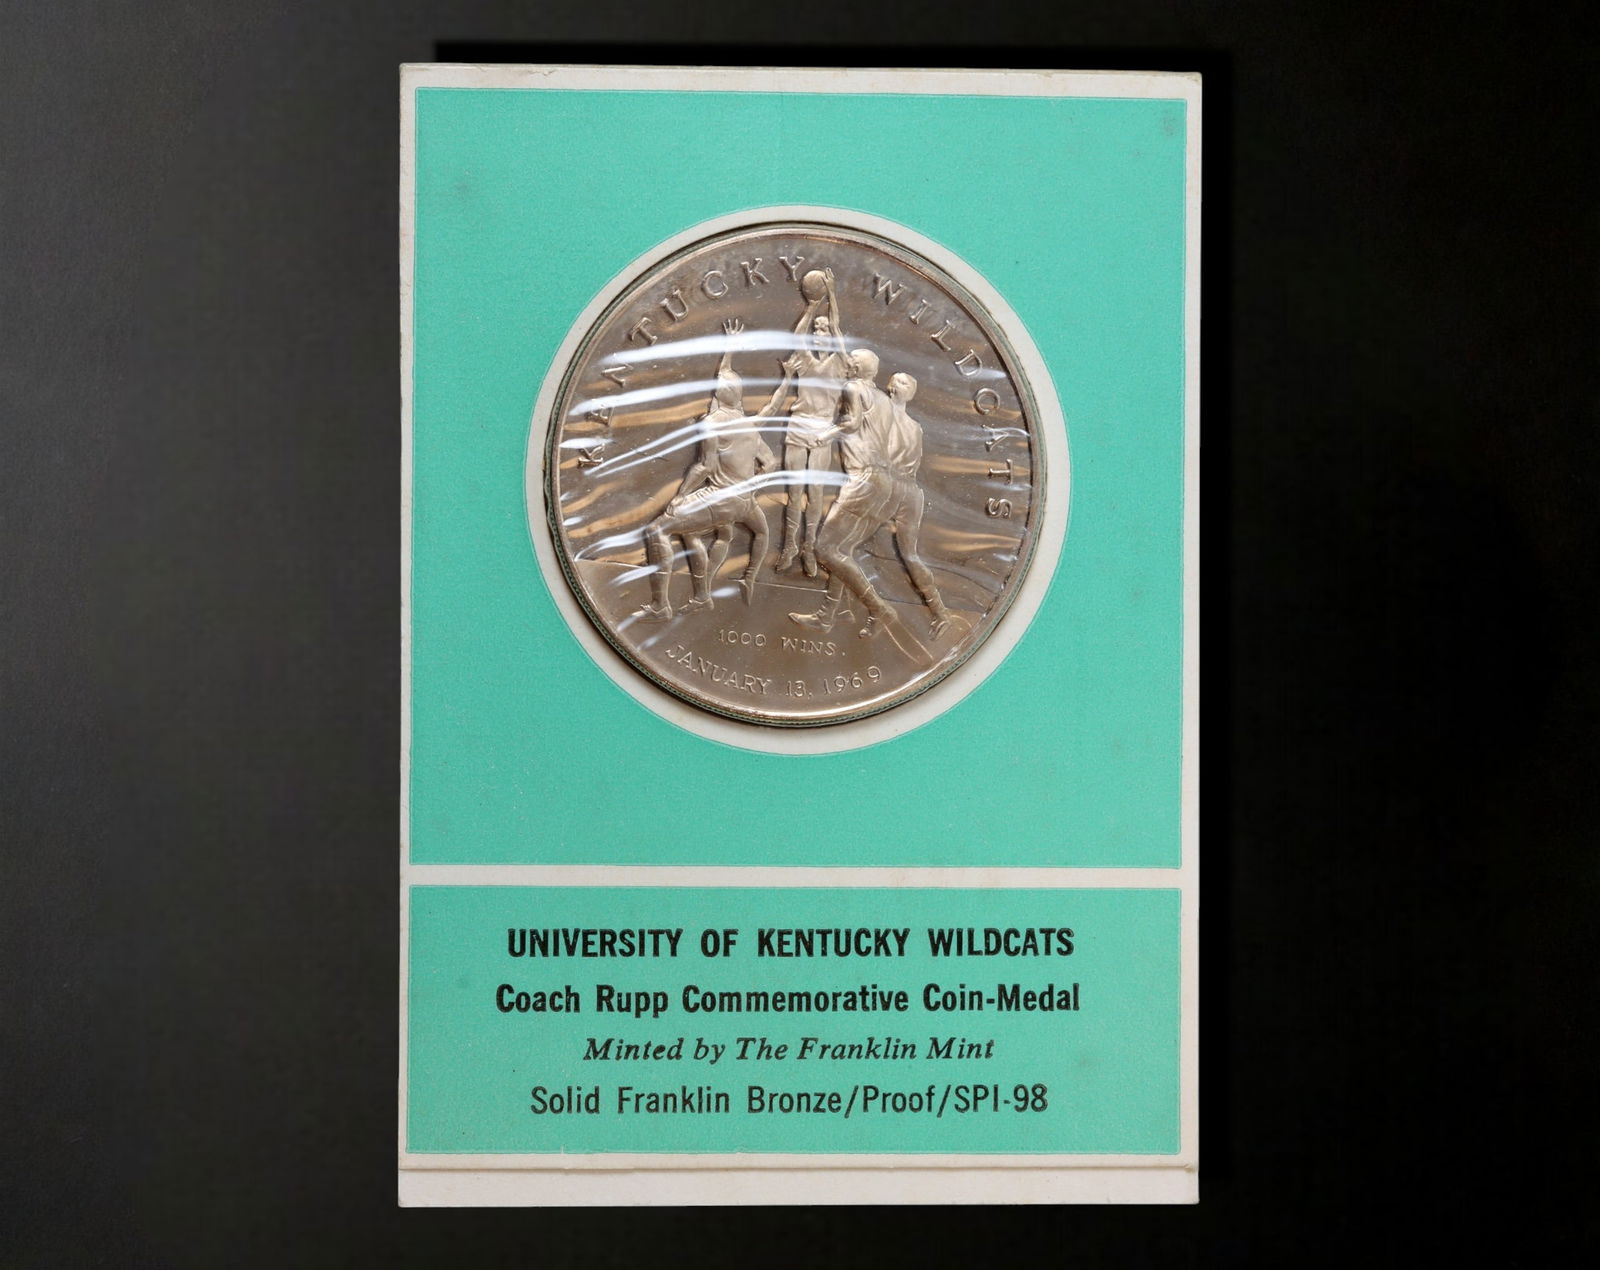 KENTUCKY WILDCATS
1000 WINS.
JANUARY 13, 1969
UNIVERSITY OF KENTUCKY WILDCATS
Coach Rupp Commemorative Coin-Medal
Minted by The Franklin Mint
Solid Franklin Bronze/Proof/SPI-98